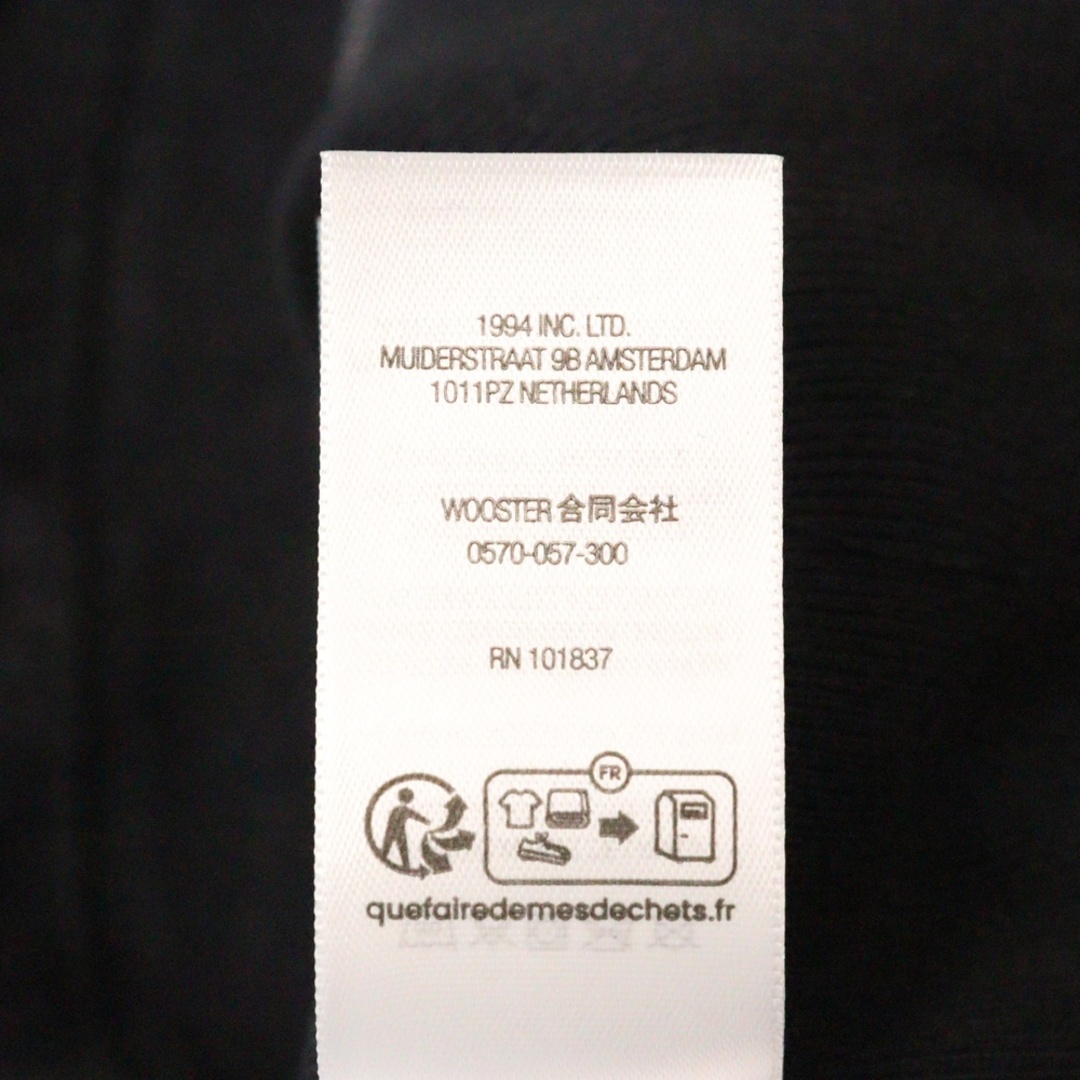 1994 INC. LTD.
MUIDERSTRAAT 9B AMSTERDAM
1011PZ NETHERLANDS
WOOSTER 合同会社
0570-057-300
RN 101837
FR
quefairedemesdechets.fr